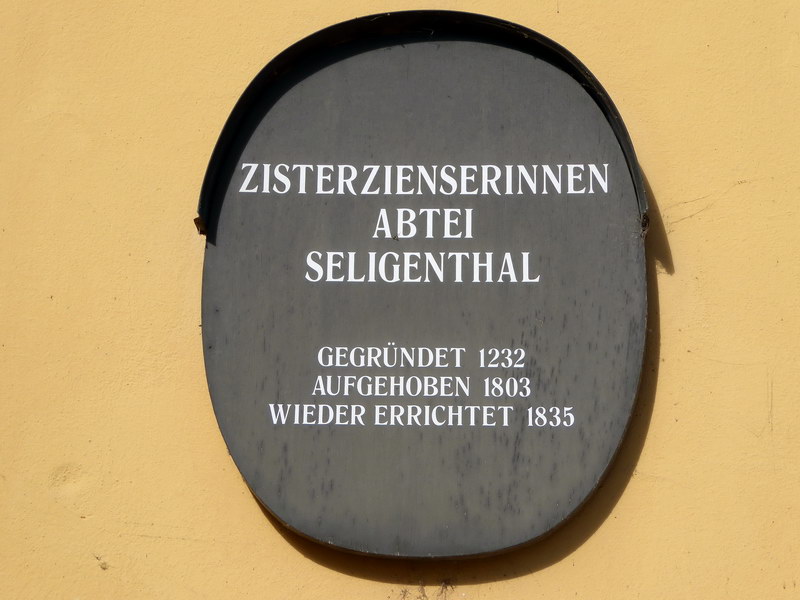 ZISTERZIENSERINNEN
ABTEI
SELIGENTHAL
GEGRÜNDET 1232
AUFGEHOBEN 1803
WIEDER ERRICHTET 1835